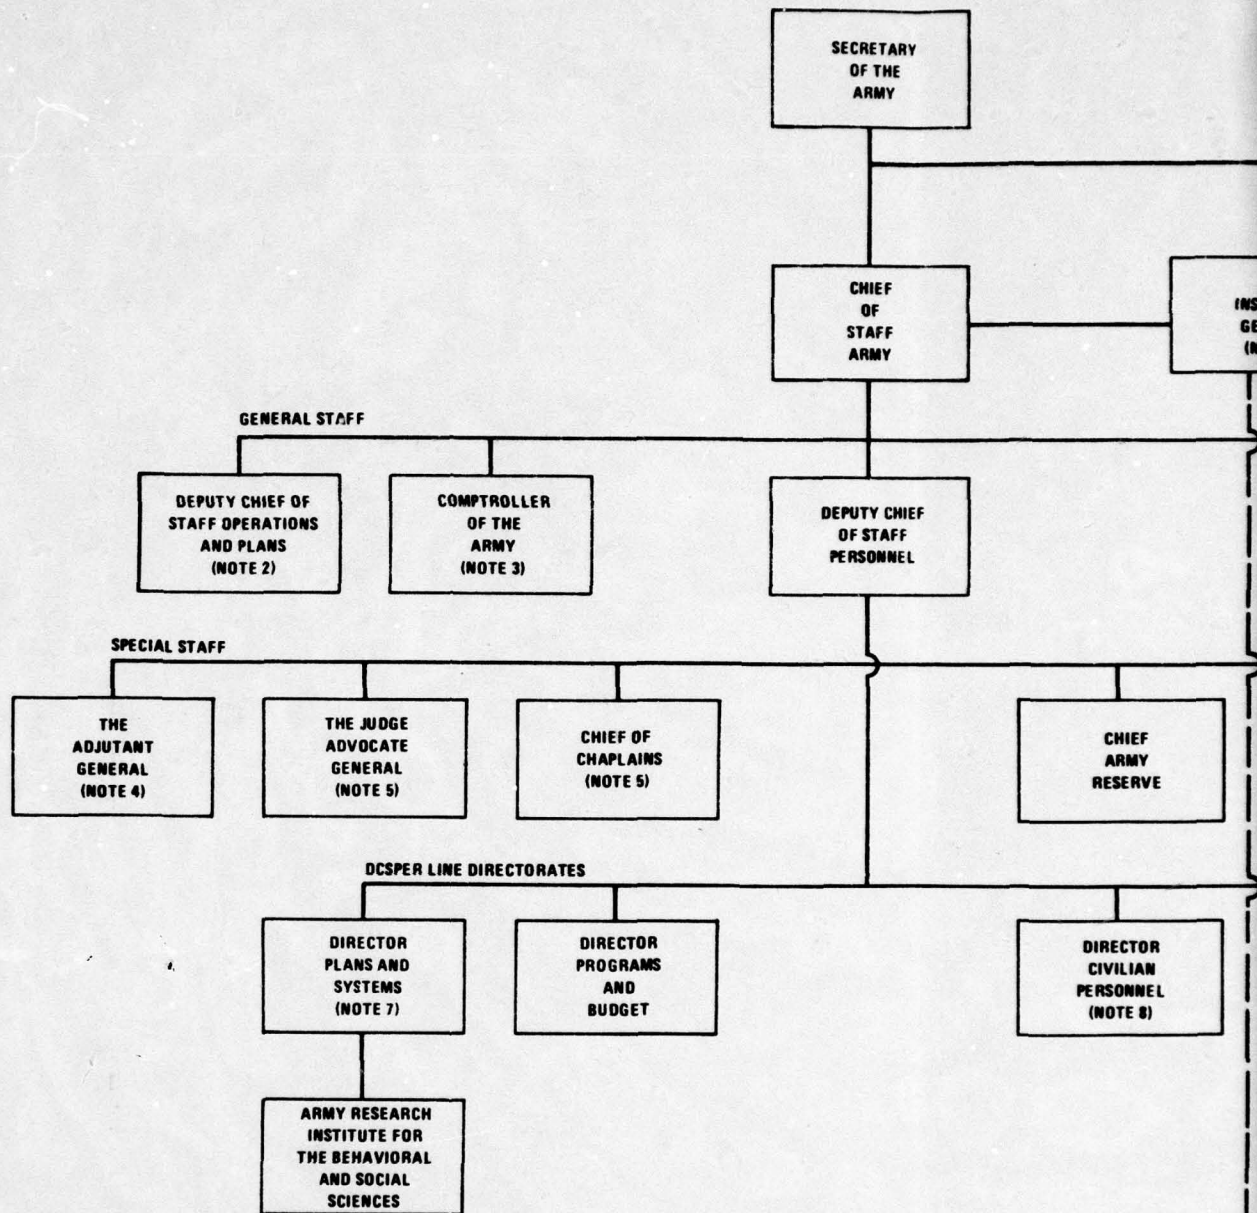 SECRETARY
OF THE
ARMY
CHIEF
OF
STAFF
ARMY
GENERAL STAFF
DEPUTY CHIEF OF
STAFF OPERATIONS
AND PLANS
(NOTE 2)
COMPTROLLER
OF THE
ARMY
(NOTE 3)
DEPUTY CHIEF
OF STAFF
PERSONNEL
SPECIAL STAFF
THE
ADJUTANT
GENERAL
(NOTE 4)
THE JUDGE
ADVOCATE
GENERAL
(NOTE 5)
CHIEF OF
CHAPLAINS
(NOTE 5)
CHIEF
ARMY
RESERVE
DCSPER LINE DIRECTORATES
DIRECTOR
PLANS AND
SYSTEMS
(NOTE 7)
DIRECTOR
PROGRAMS
AND
BUDGET
DIRECTOR
CIVILIAN
PERSONNEL
(NOTE 8)
ARMY RESEARCH
INSTITUTE FOR
THE BEHAVIORAL
AND SOCIAL
SCIENCES